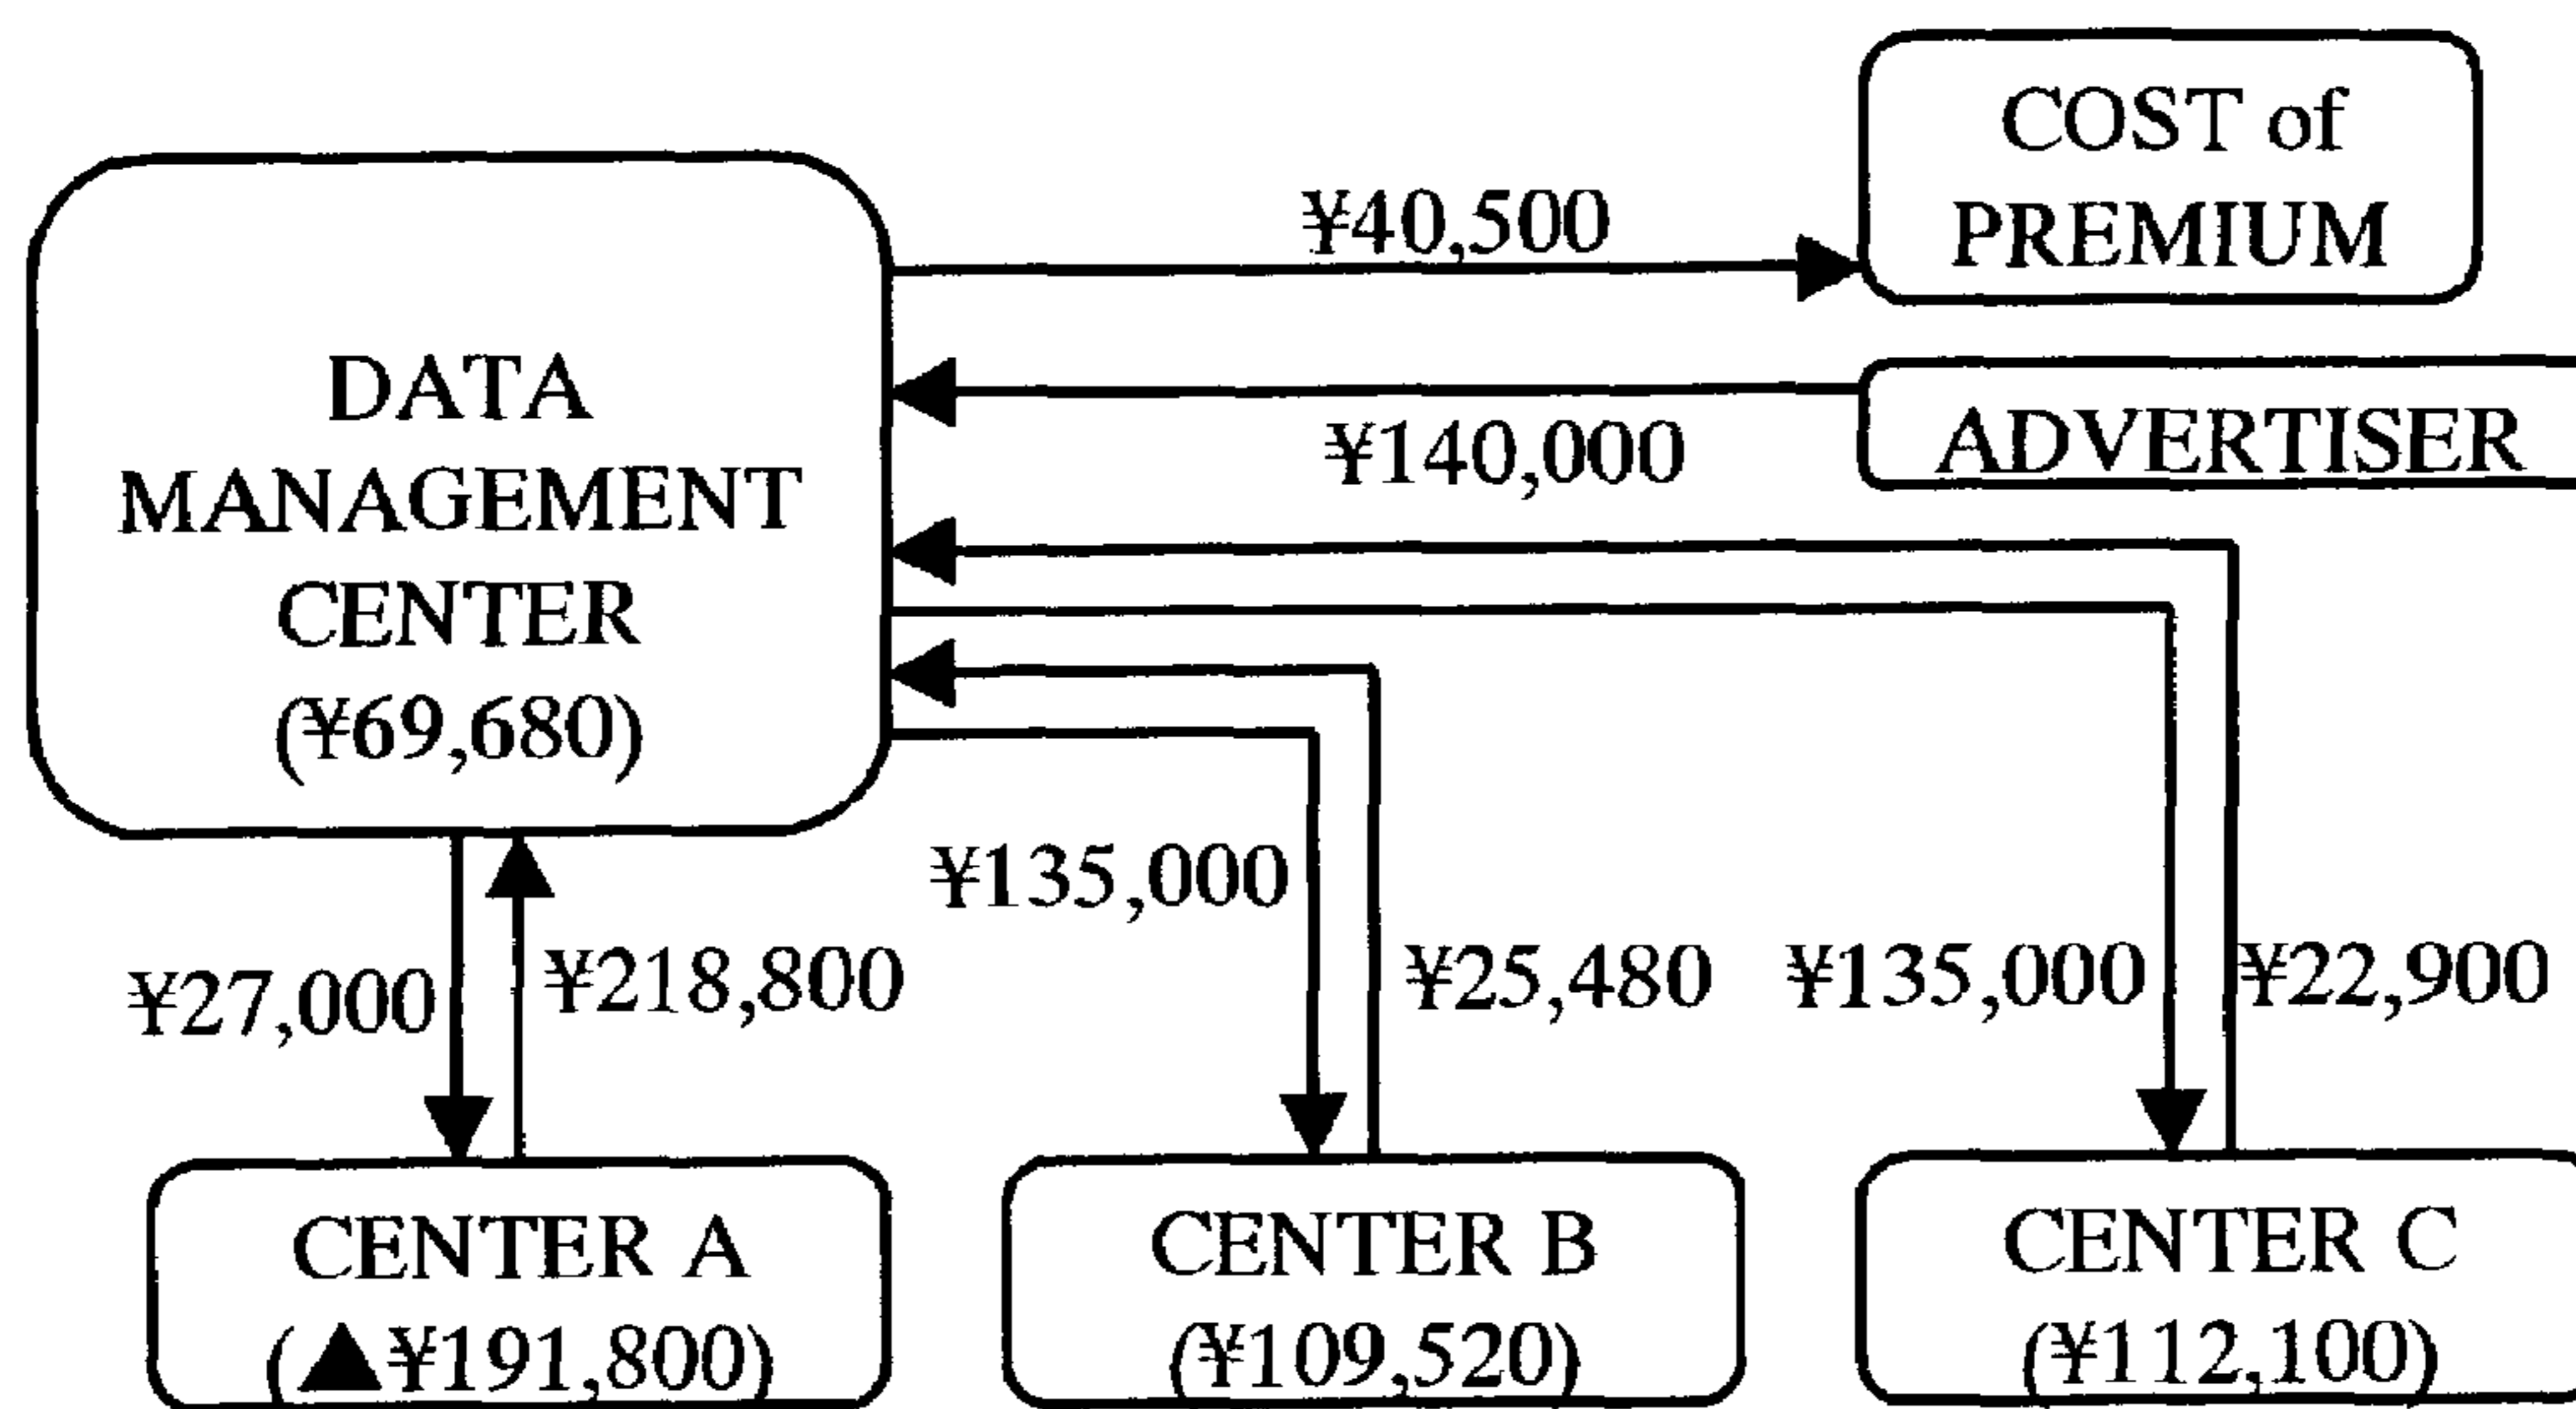 COST of
PREMIUM
¥40,500
ADVERTISER
¥140,000
DATA
MANAGEMENT
CENTER
(¥69,680)
¥135,000
¥27,000
¥218,800
¥25,480
¥135,000
¥22,900
CENTER A
(▲¥191,800)
CENTER B
(¥109,520)
CENTER C
(¥112,100)